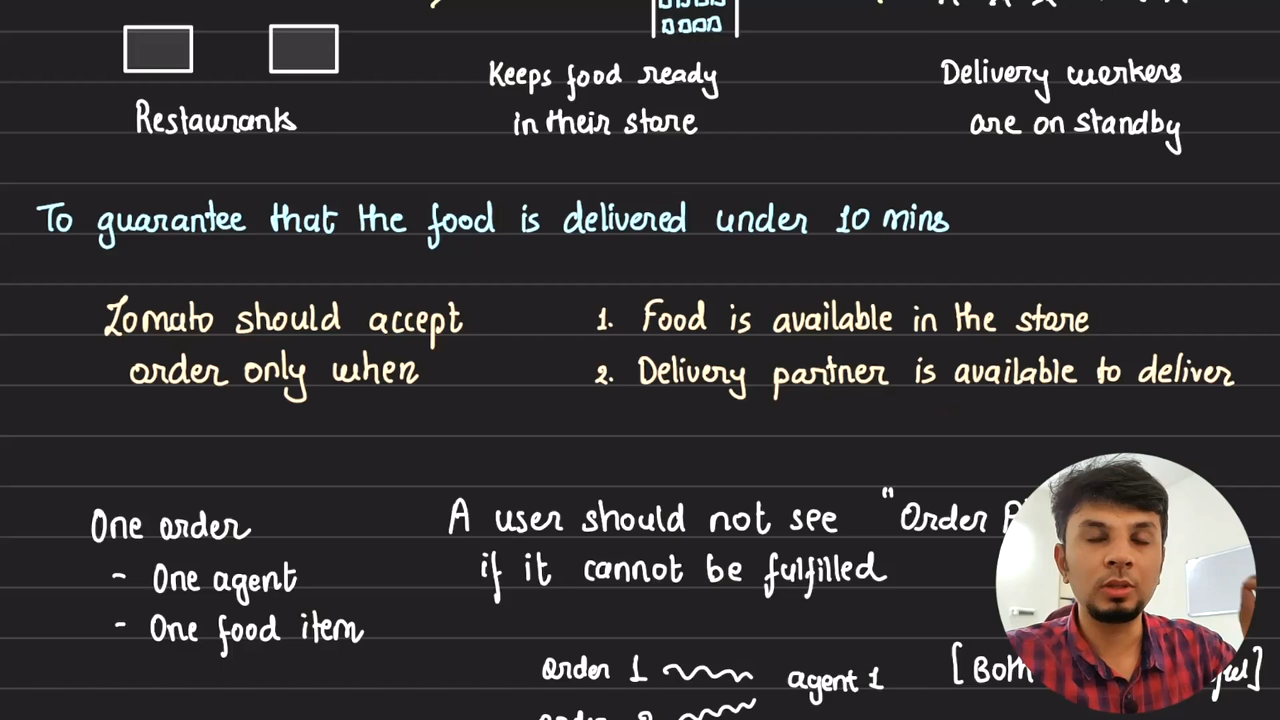 Restaurants
Keeps food ready
in their store
Delivery workers
are on standby
To guarantee that the food is delivered under 10 mins
Zomato should accept
order only when
1. Food is available in the store
2. Delivery partner is available to deliver
One order
- One agent
- One food item
A user should not see "Order
if it cannot be fulfilled
order 1
agent 1
[Both